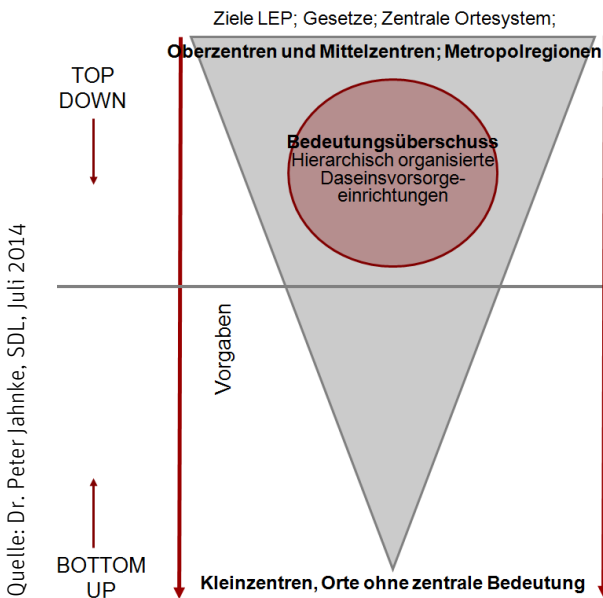 Ziele LEP; Gesetze; Zentrale Ortesystem;
Oberzentren und Mittelzentren; Metropolregionen
TOP
DOWN
Bedeutungsüberschuss
Hierarchisch organisierte
Daseinsvorsorge-
einrichtungen
Vorgaben
BOTTOM
UP
Kleinzentren, Orte ohne zentrale Bedeutung
Quelle: Dr. Peter Jahnke, SDL, Juli 2014